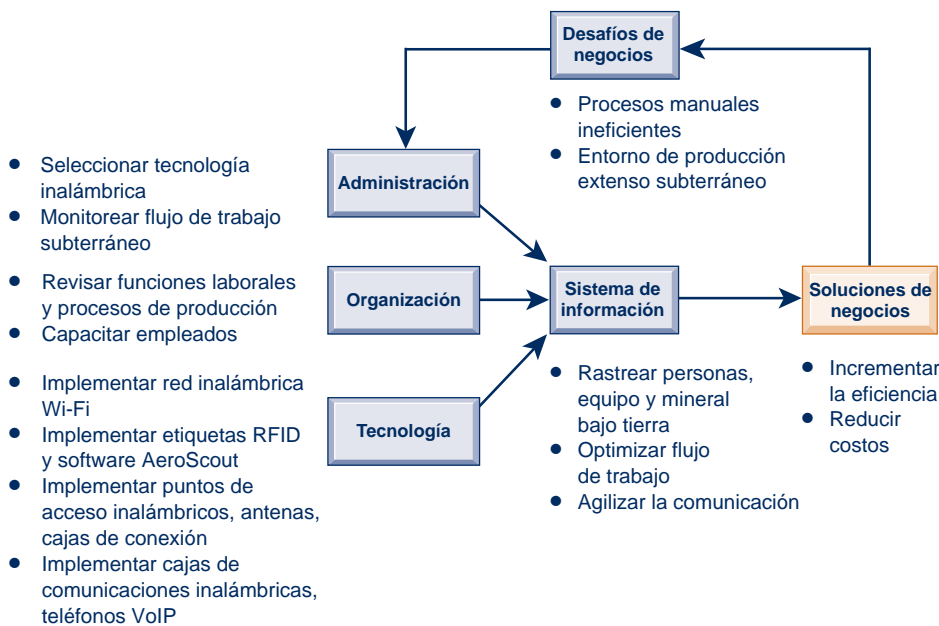 Desafíos de
negocios
● Procesos manuales
ineficientes
● Entorno de producción
extenso subterráneo
● Seleccionar tecnología
inalámbrica
● Monitorear flujo de trabajo
subterráneo
Administración
● Revisar funciones laborales
y procesos de producción
● Capacitar empleados
Organización
Sistema de
información
Soluciones de
negocios
● Implementar red inalámbrica
Wi-Fi
● Implementar etiquetas RFID
y software AeroScout
● Implementar puntos de
acceso inalámbricos, antenas,
cajas de conexión
● Implementar cajas de
comunicaciones inalámbricas,
teléfonos VoIP
Tecnología
● Rastrear personas,
equipo y mineral
bajo tierra
● Optimizar flujo
de trabajo
● Agilizar la comunicación
● Incrementar
la eficiencia
● Reducir
costos